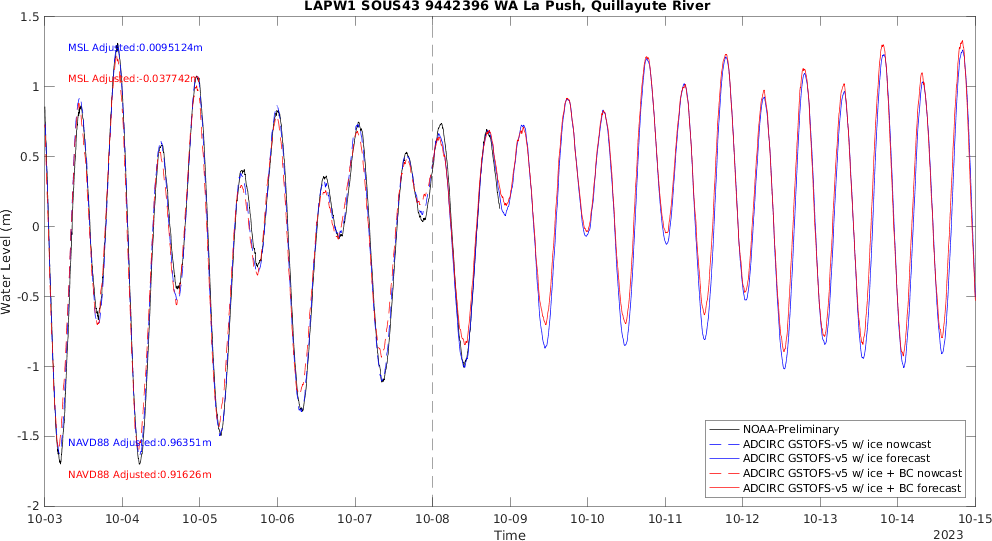 LAPW1 SOUS43 9442396 WA La Push, Quillayute River
1.5
1
0.5
0
-0.5
-1
-1.5
-2
Water Level (m)
MSL Adjusted:0.0095124m
MSL Adjusted:-0.037742m
NAVD88 Adjusted:0.96351m
NAVD88 Adjusted:0.91626m
NOAA-Preliminary
ADCIRC GSTOFS-v5 w/ ice nowcast
ADCIRC GSTOFS-v5 w/ ice forecast
ADCIRC GSTOFS-v5 w/ ice + BC nowcast
ADCIRC GSTOFS-v5 w/ ice + BC forecast
10-03 10-04 10-05 10-06 10-07 10-08 10-09 10-10 10-11 10-12 10-13 10-14 10-15
Time
2023